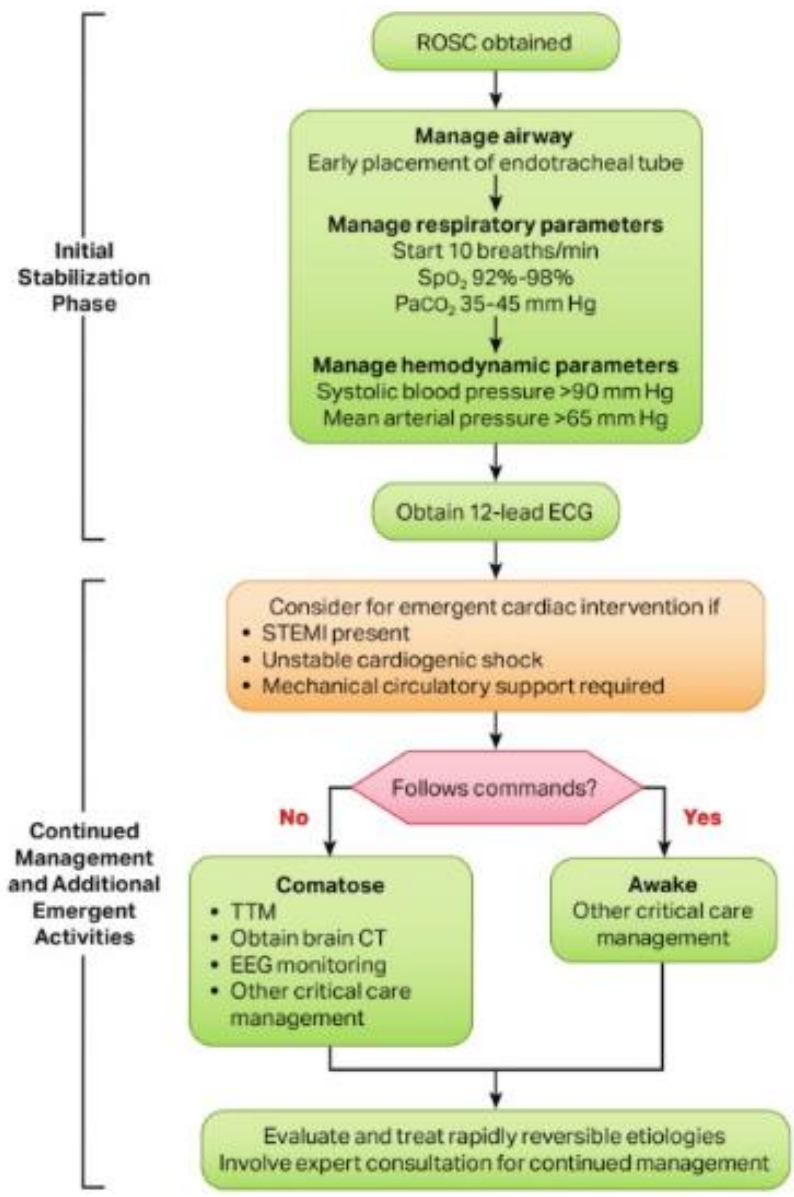 ROSC obtained
Manage airway
Early placement of endotracheal tube
Manage respiratory parameters
Start 10 breaths/min
SpO₂ 92%-98%
PaCO₂ 35-45 mm Hg
Manage hemodynamic parameters
Systolic blood pressure >90 mm Hg
Mean arterial pressure >65 mm Hg
Initial
Stabilization
Phase
Obtain 12-lead ECG
Consider for emergent cardiac intervention if
• STEMI present
• Unstable cardiogenic shock
• Mechanical circulatory support required
Follows commands?
No
Yes
Continued
Management
and Additional
Emergent
Activities
Comatose
• TTM
• Obtain brain CT
• EEG monitoring
• Other critical care
management
Awake
Other critical care
management
Evaluate and treat rapidly reversible etiologies
Involve expert consultation for continued management